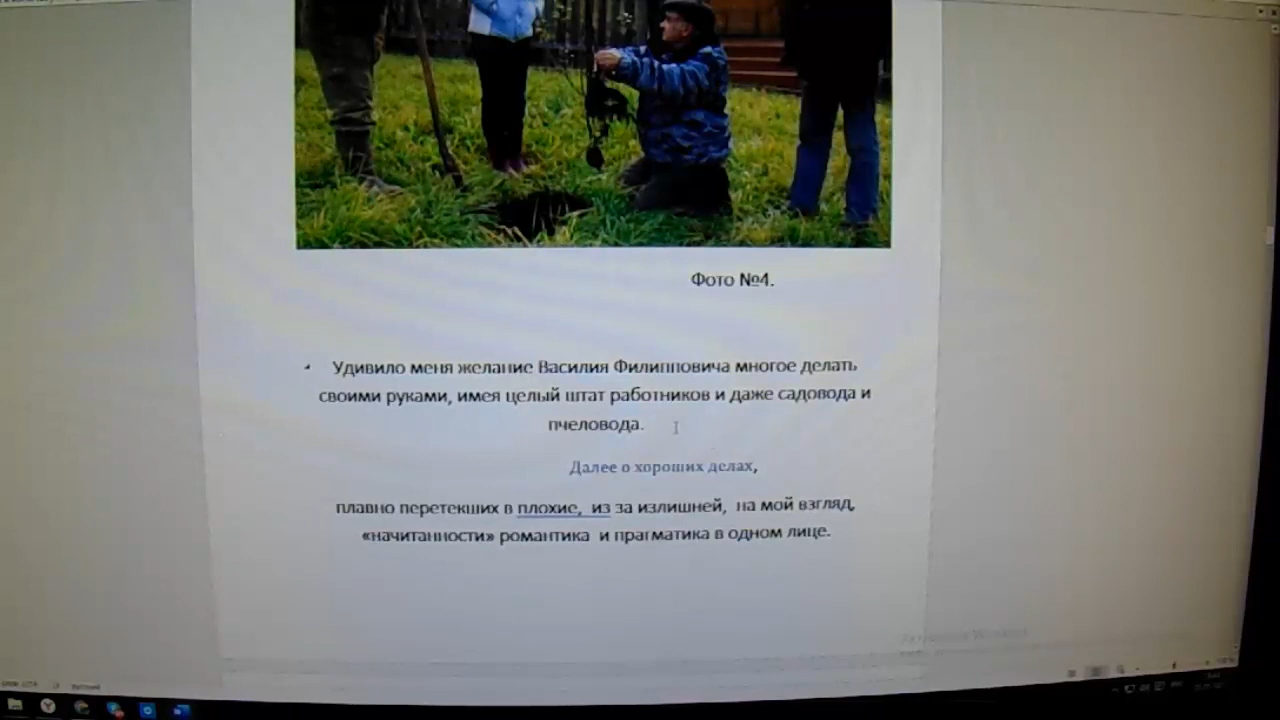 Фото №4.
Удивило меня желание Василия Филипповича многое делать
своими руками, имея целый штат работников и даже садовода и
пчеловода.
Далее о хороших делах,
плавно перетекших в плохие, из за излишней, на мой взгляд,
«начитанности» романтика и прагматика в одном лице.